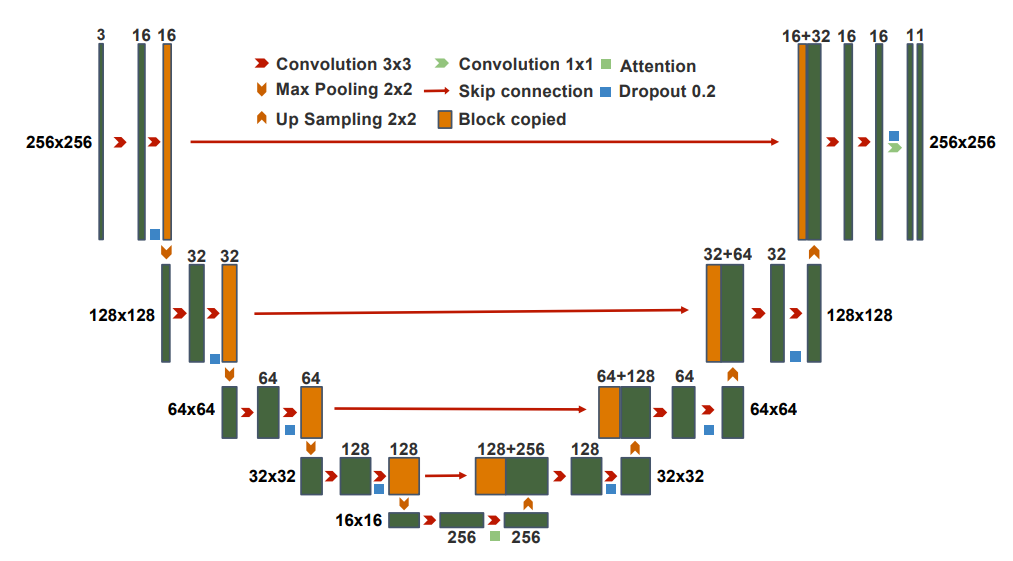 3 16 16
16+32 16 16 11
Convolution 3x3 Convolution 1x1 Attention
Max Pooling 2x2 Skip connection Dropout 0.2
Up Sampling 2x2 Block copied
256x256 256x256
32 32 32+64 32
128x128 128x128
64 64 64+128 64
64x64 64x64
128 128 128+256 128
32x32 32x32
16x16
256 256